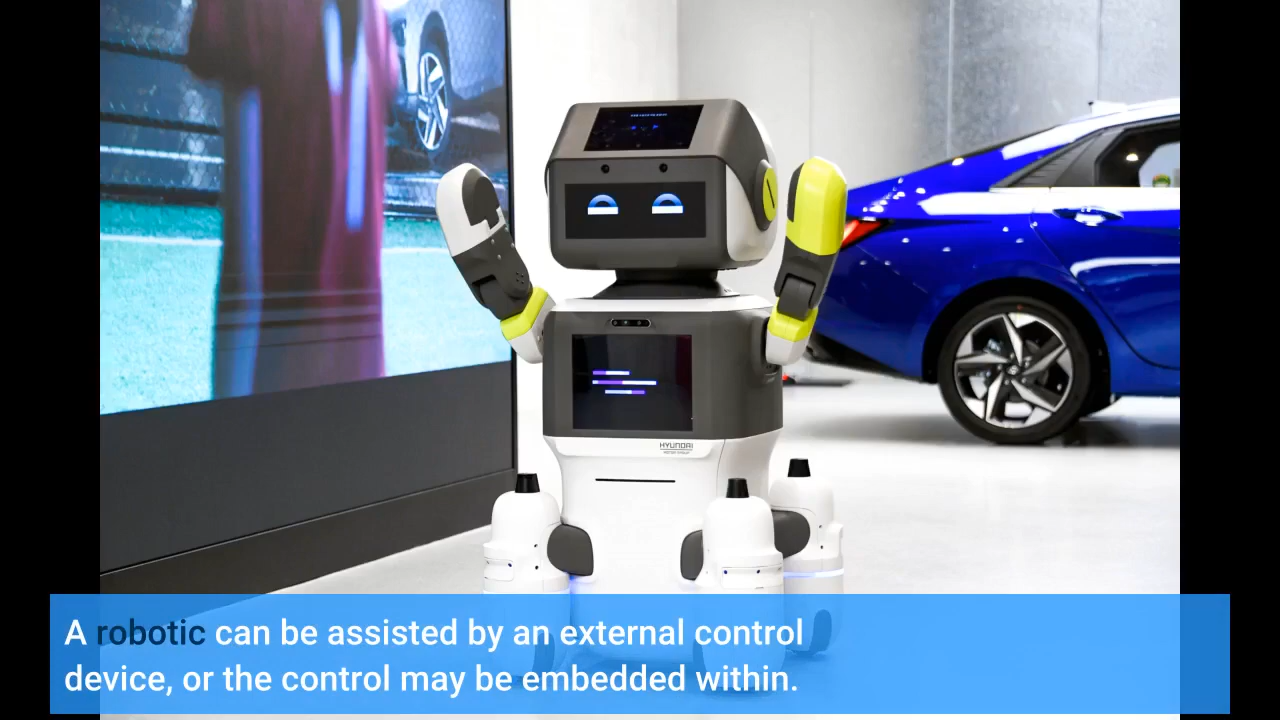 HYUNDAI
A robotic can be assisted by an external control
device, or the control may be embedded within.